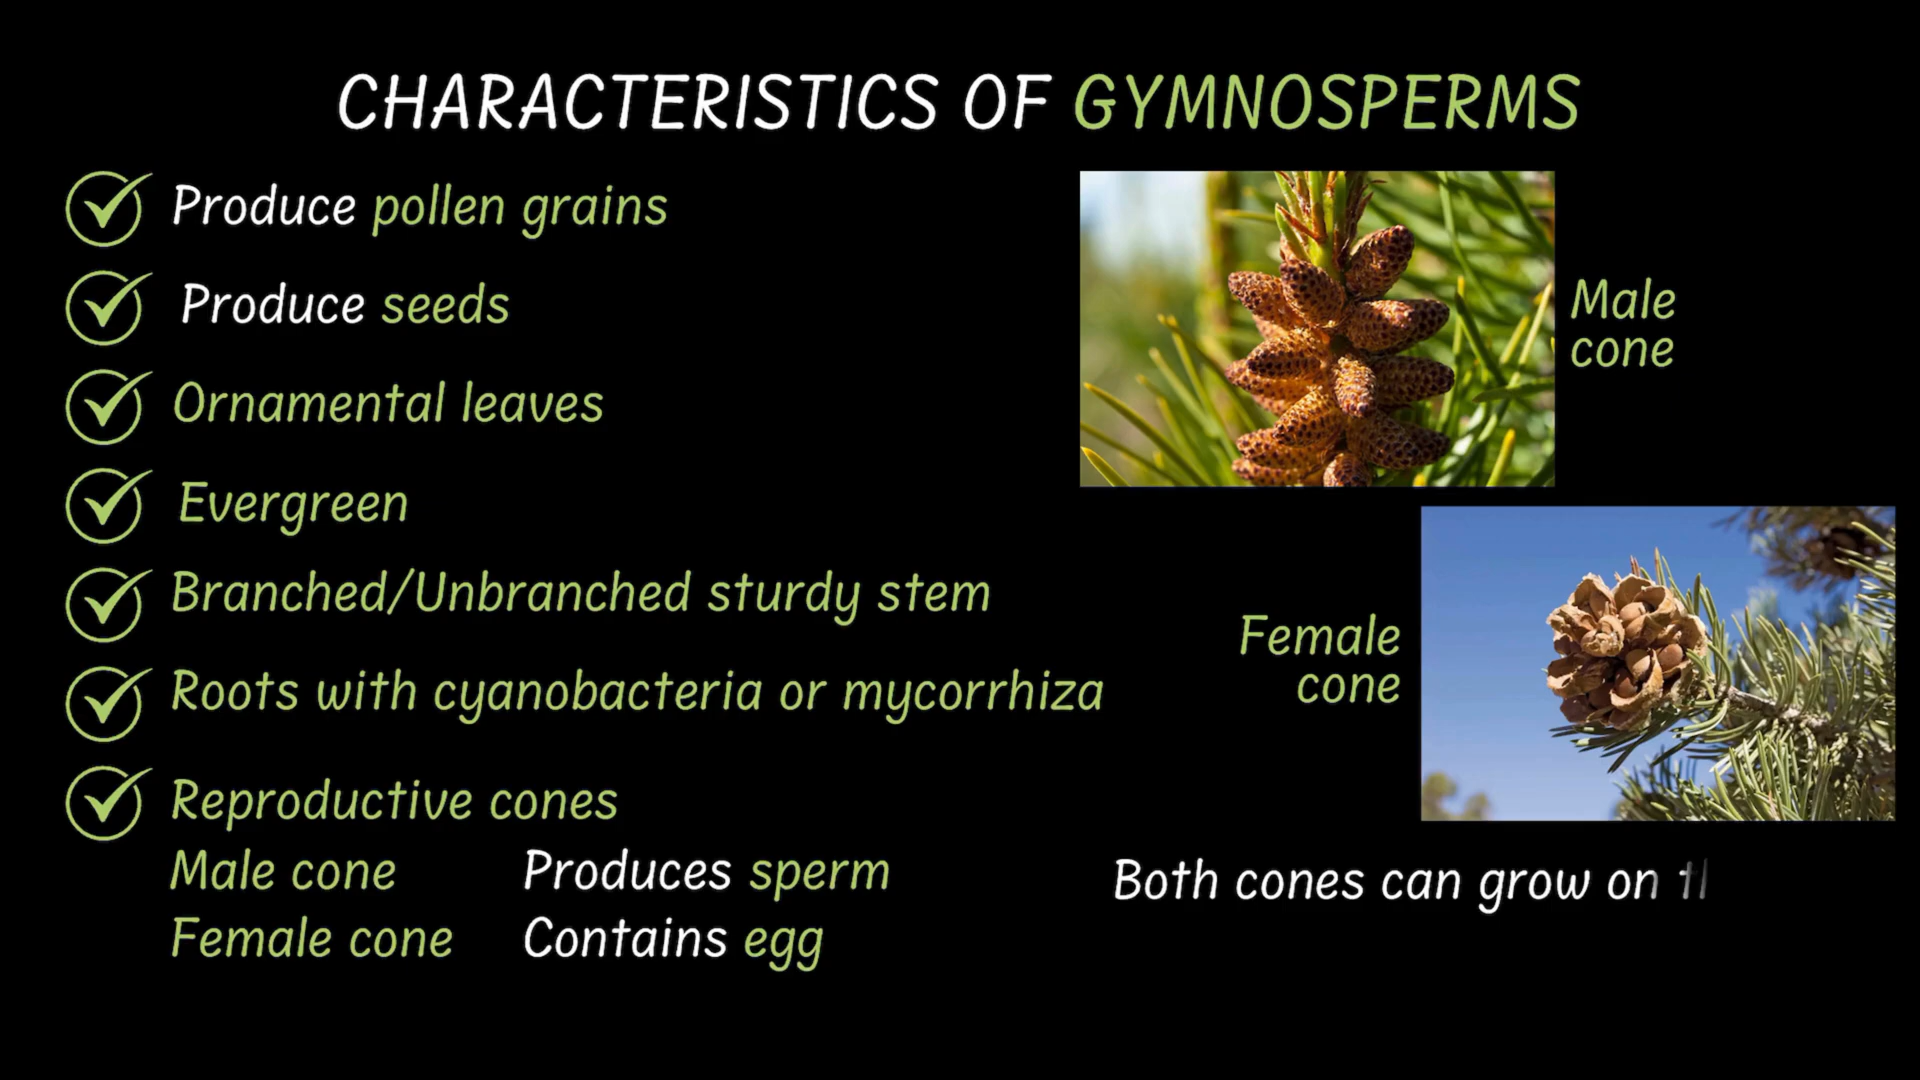 CHARACTERISTICS OF GYMNOSPERMS
Produce pollen grains
Produce seeds
Ornamental leaves
Evergreen
Branched/Unbranched sturdy stem
Roots with cyanobacteria or mycorrhiza
Reproductive cones
Male cone Produces sperm
Female cone Contains egg
Male
cone
Female
cone
Both cones can grow on